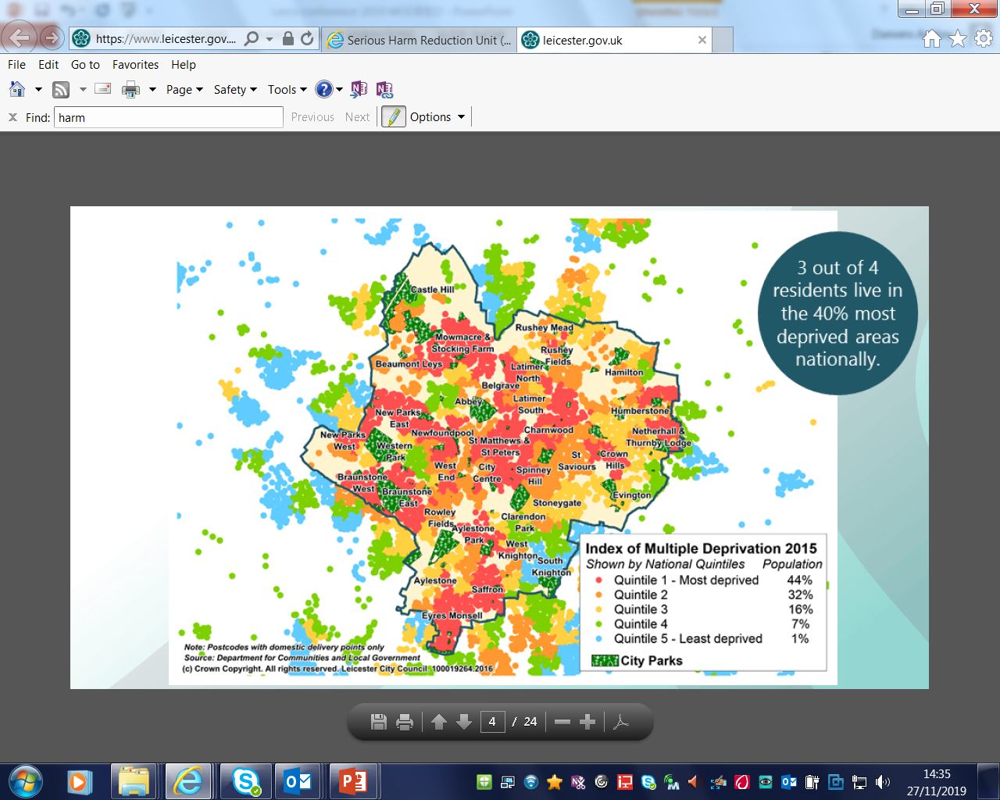 https://www.leicester.gov....
Serious Harm Reduction Unit (...
leicester.gov.uk
File Edit Go to Favorites Help
Page Safety Tools
Find: harm Previous Next Options
3 out of 4
residents live in
the 40% most
deprived areas
nationally.
Castle Hill
Rushey Mead
Mowmacre &
Stocking Farm
Rushey
Fields
Beaumont Leys
Latimer
North
Hamilton
Belgrave
Abbey
Latimer
South
Humberstone
New Parks
East
New Parks
West
Newfoundpool
Charnwood
Netherhall &
Thurnby Lodge
St Matthews &
St Peters
Western
Park
West
End
City
Centre
Spinney
Hill
St
Saviours
Crown
Hills
Braunstone
West
Braunstone
East
Evington
Stoneygate
Rowley
Fields
Clarendon
Park
Aylestone
Park
West
Knighton
South
Knighton
Aylestone
Saffron
Eyres Monsell
Index of Multiple Deprivation 2015
Shown by National Quintiles Population
Quintile 1 - Most deprived 44%
Quintile 2 32%
Quintile 3 16%
Quintile 4 7%
Quintile 5 - Least deprived 1%
City Parks
Note: Postcodes with domestic delivery points only
Source: Department for Communities and Local Government
(c) Crown Copyright. All rights reserved. Leicester City Council. 100019264.2016
4 / 24
14:35
27/11/2019